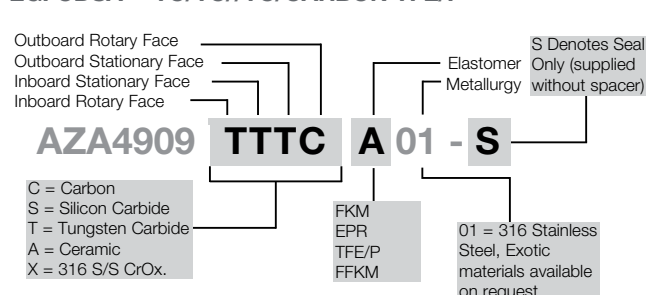 Outboard Rotary Face
Outboard Stationary Face
Inboard Stationary Face
Inboard Rotary Face
Elastomer
Metallurgy
S Denotes Seal
Only (supplied
without spacer)
AZA4909 TTTC A 01 - S
C = Carbon
S = Silicon Carbide
T = Tungsten Carbide
A = Ceramic
X = 316 S/S CrOx.
FKM
EPR
TFE/P
FFKM
01 = 316 Stainless
Steel, Exotic
materials available
on request